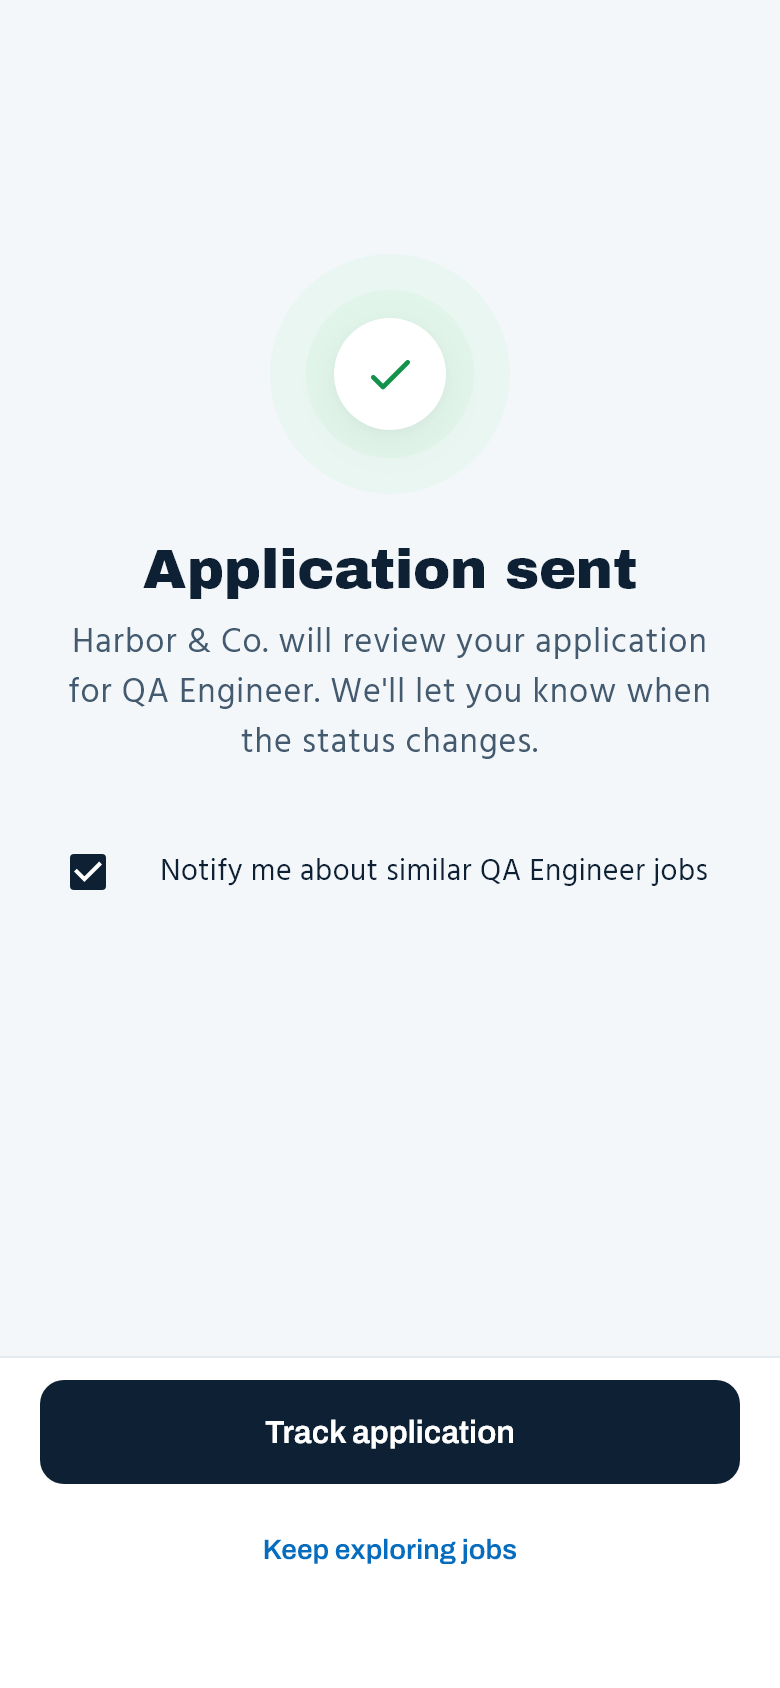 Application sent
Harbor & Co. will review your application
for QA Engineer. We'll let you know when
the status changes.
Notify me about similar QA Engineer jobs
Track application
Keep exploring jobs